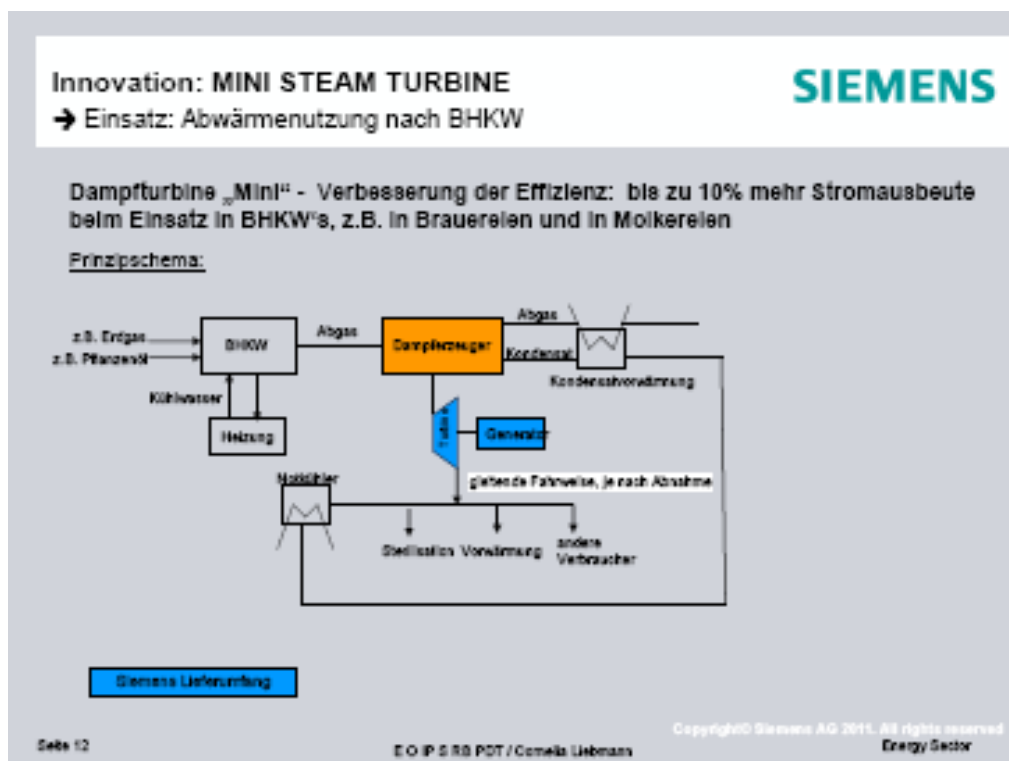 Innovation: MINI STEAM TURBINE
SIEMENS
➔ Einsatz: Abwärmenutzung nach BHKW
Dampfturbine „Mini“ - Verbesserung der Effizienz: bis zu 10% mehr Stromausbeute
beim Einsatz in BHKW's, z.B. in Brauereien und in Molkereien
Prinzipschema:
z.B. Erdgas
z.B. Pflanzenöl
BHKW
Abgas
Dampferzeuger
Abgas
Kondensat
Kondensatvorwärmung
Kühlwasser
Heizung
Turbine
Generator
Notkühler
gleitende Fahrweise, je nach Abnahme
Sterilisation
Vorwärmung
andere
Verbraucher
Siemens Lieferumfang
Copyright© Siemens AG 2011. All rights reserved
Seite 12
E O IP S RB PDT / Cornelia Liebmann
Energy Sector